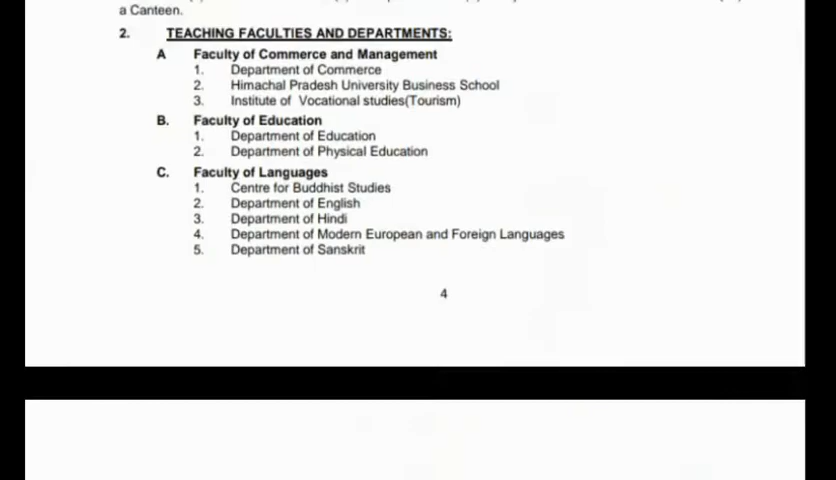 a Canteen.
2. TEACHING FACULTIES AND DEPARTMENTS:
A Faculty of Commerce and Management
1. Department of Commerce
2. Himachal Pradesh University Business School
3. Institute of Vocational studies(Tourism)
B. Faculty of Education
1. Department of Education
2. Department of Physical Education
C. Faculty of Languages
1. Centre for Buddhist Studies
2. Department of English
3. Department of Hindi
4. Department of Modern European and Foreign Languages
5. Department of Sanskrit
4